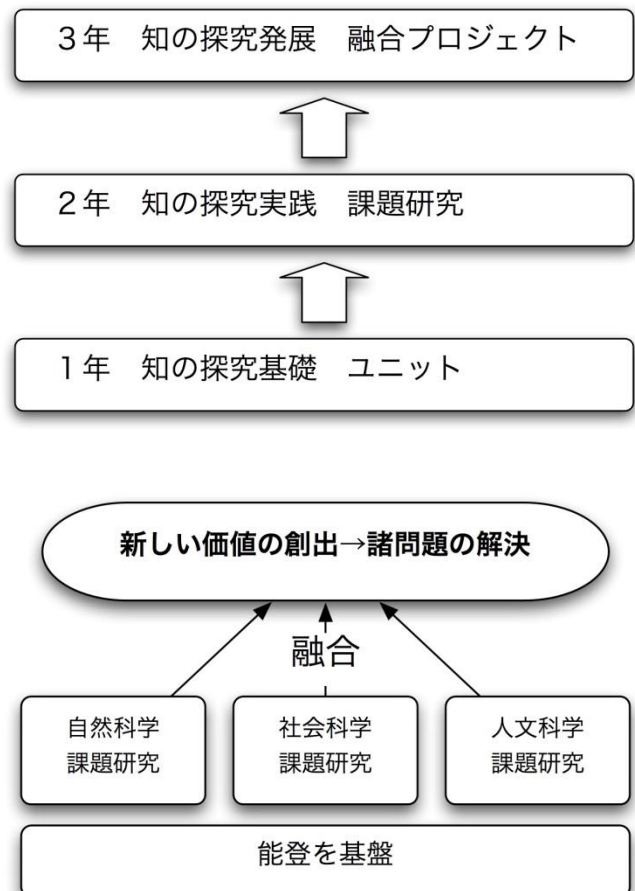 3年　知の探究発展　融合プロジェクト
2年　知の探究実践　課題研究
1年　知の探究基礎　ユニット
新しい価値の創出→諸問題の解決
融合
自然科学
課題研究
社会科学
課題研究
人文科学
課題研究
能登を基盤